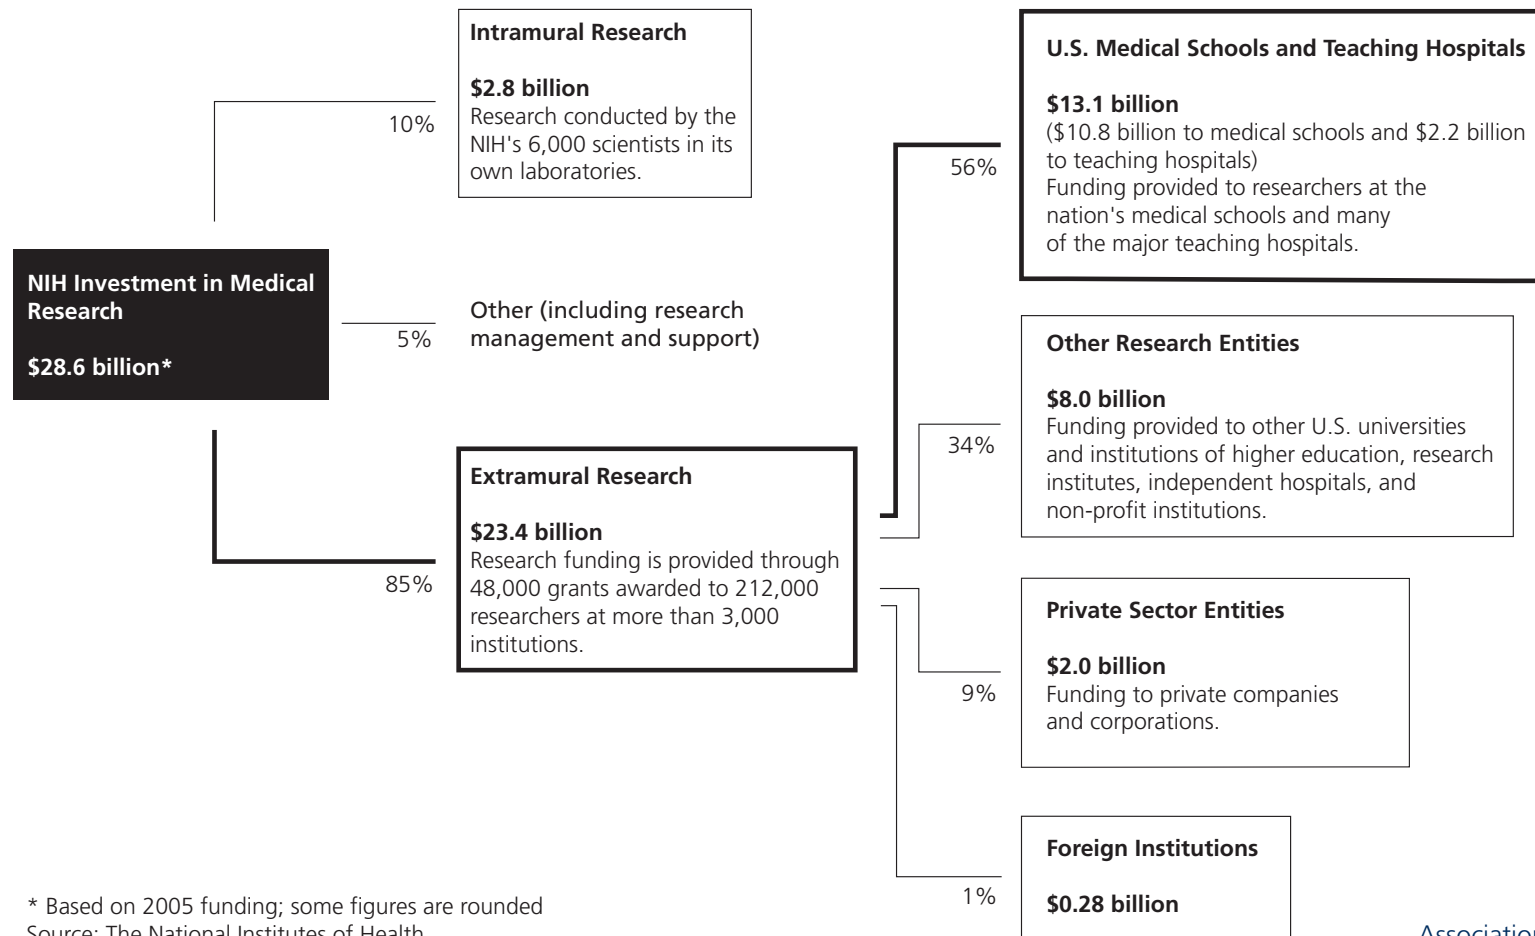 Intramural Research
$2.8 billion
Research conducted by the
NIH's 6,000 scientists in its
own laboratories.
10%
NIH Investment in Medical
Research
$28.6 billion*
5%
Other (including research
management and support)
85%
Extramural Research
$23.4 billion
Research funding is provided through
48,000 grants awarded to 212,000
researchers at more than 3,000
institutions.
56%
U.S. Medical Schools and Teaching Hospitals
$13.1 billion
($10.8 billion to medical schools and $2.2 billion
to teaching hospitals)
Funding provided to researchers at the
nation's medical schools and many
of the major teaching hospitals.
34%
Other Research Entities
$8.0 billion
Funding provided to other U.S. universities
and institutions of higher education, research
institutes, independent hospitals, and
non-profit institutions.
9%
Private Sector Entities
$2.0 billion
Funding to private companies
and corporations.
1%
Foreign Institutions
$0.28 billion
* Based on 2005 funding; some figures are rounded
Source: The National Institutes of Health
Association